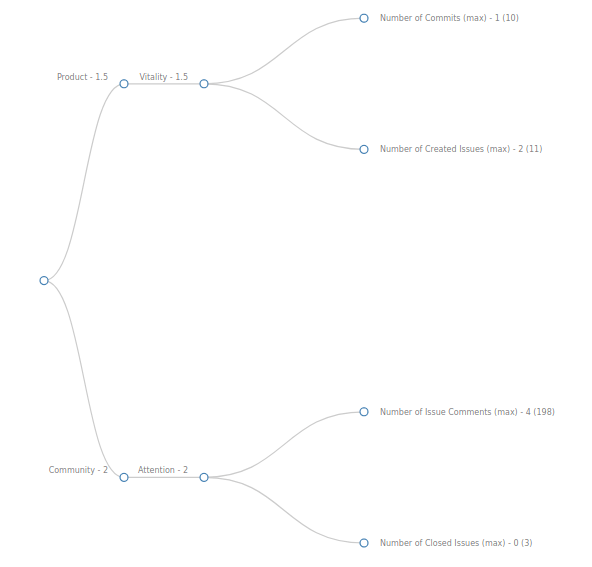 Number of Commits (max) - 1 (10)
Product - 1.5
Vitality - 1.5
Number of Created Issues (max) - 2 (11)
Number of Issue Comments (max) - 4 (198)
Community - 2
Attention - 2
Number of Closed Issues (max) - 0 (3)